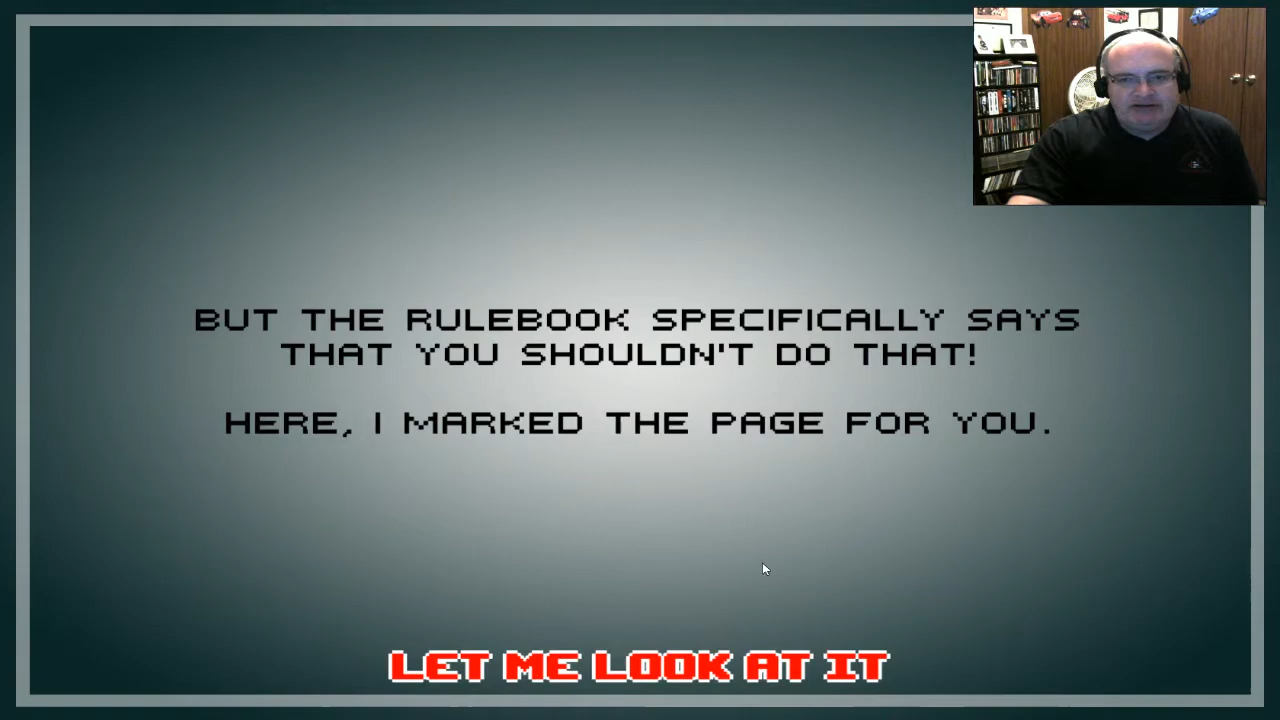 BUT THE RULEBOOK SPECIFICALLY SAYS
THAT YOU SHOULDN'T DO THAT!
HERE, I MARKED THE PAGE FOR YOU.
LET ME LOOK AT IT